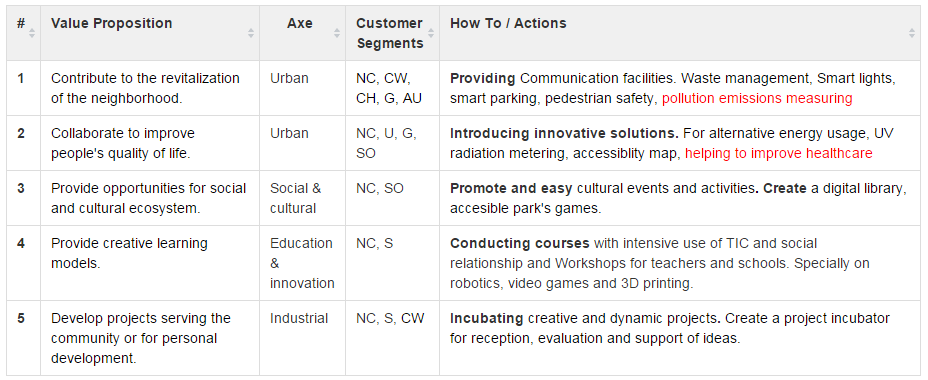 # Value Proposition Axe Customer Segments How To / Actions
1 Contribute to the revitalization Urban NC, CW, Providing Communication facilities. Waste management, Smart lights,
of the neighborhood. CH, G, AU smart parking, pedestrian safety, pollution emissions measuring
2 Collaborate to improve Urban NC, U, G, Introducing innovative solutions. For alternative energy usage, UV
people's quality of life. SO radiation metering, accessiblity map, helping to improve healthcare
3 Provide opportunities for social Social & NC, SO Promote and easy cultural events and activities. Create a digital library,
and cultural ecosystem. cultural accesible park's games.
4 Provide creative learning Education NC, S Conducting courses with intensive use of TIC and social
models. & relationship and Workshops for teachers and schools. Specially on
innovation robotics, video games and 3D printing.
5 Develop projects serving the Industrial NC, S, CW Incubating creative and dynamic projects. Create a project incubator
community or for personal for reception, evaluation and support of ideas.
development.